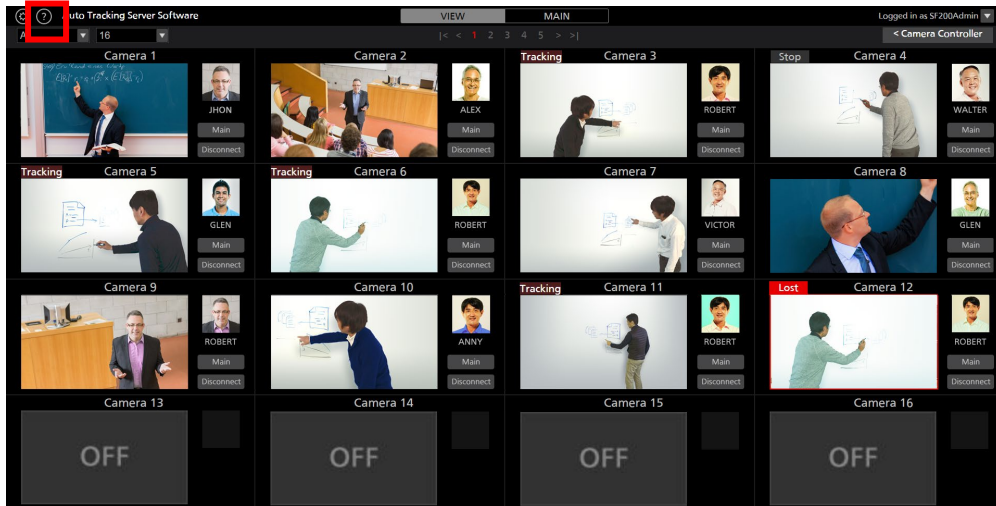 ? Auto Tracking Server Software VIEW MAIN Logged in as SF200Admin
16 |< < 1 2 3 4 5 > >| < Camera Controller
Camera 1 Camera 2 Tracking Camera 3 Stop Camera 4
JHON ALEX ROBERT WALTER
Main Main Main Main
Disconnect Disconnect Disconnect Disconnect
Tracking Camera 5 Tracking Camera 6 Camera 7 Camera 8
GLEN ROBERT VICTOR GLEN
Main Main Main Main
Disconnect Disconnect Disconnect Disconnect
Camera 9 Camera 10 Tracking Camera 11 Lost Camera 12
ROBERT ANNY ROBERT ROBERT
Main Main Main Main
Disconnect Disconnect Disconnect Disconnect
Camera 13 Camera 14 Camera 15 Camera 16
OFF OFF OFF OFF